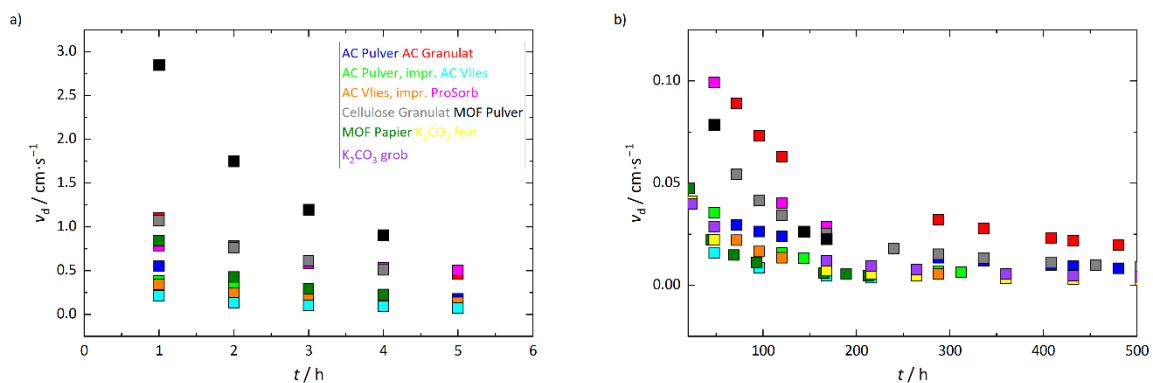 a)
3.0
2.5
2.0
1.5
1.0
0.5
0.0
v_d / cm·s⁻¹
AC Pulver AC Granulat
AC Pulver, impr. AC Vlies
AC Vlies, impr. ProSorb
Cellulose Granulat MOF Pulver
MOF Papier K₂CO₃ fein
K₂CO₃ grob
0 1 2 3 4 5 6
t / h
b)
0.10
0.05
0.00
v_d / cm·s⁻¹
100 200 300 400 500
t / h